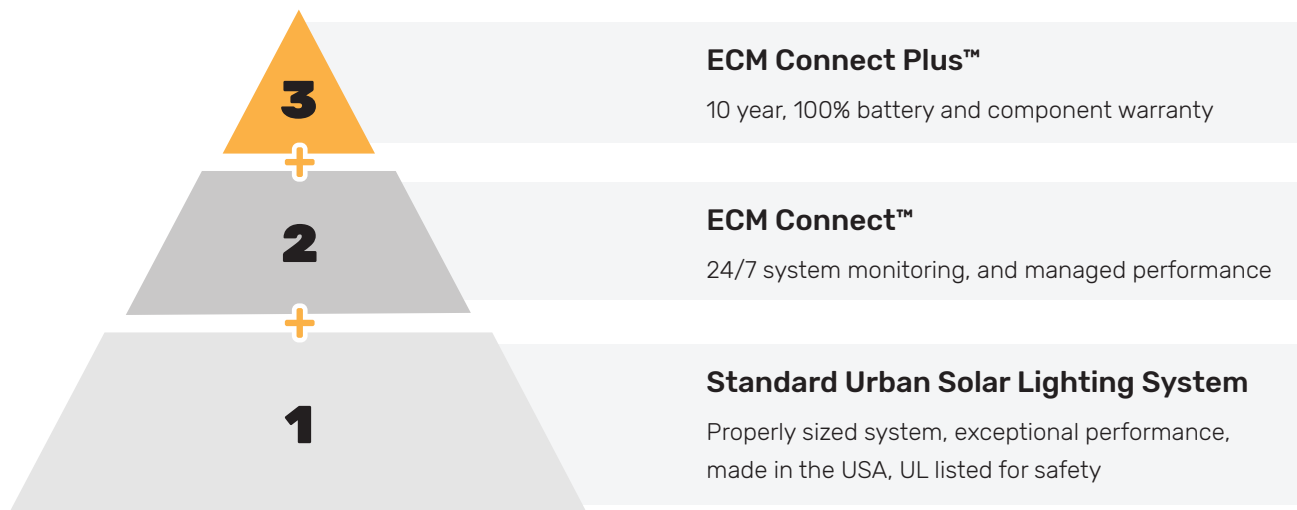 3
ECM Connect Plus™
10 year, 100% battery and component warranty
+
2
ECM Connect™
24/7 system monitoring, and managed performance
+
1
Standard Urban Solar Lighting System
Properly sized system, exceptional performance,
made in the USA, UL listed for safety